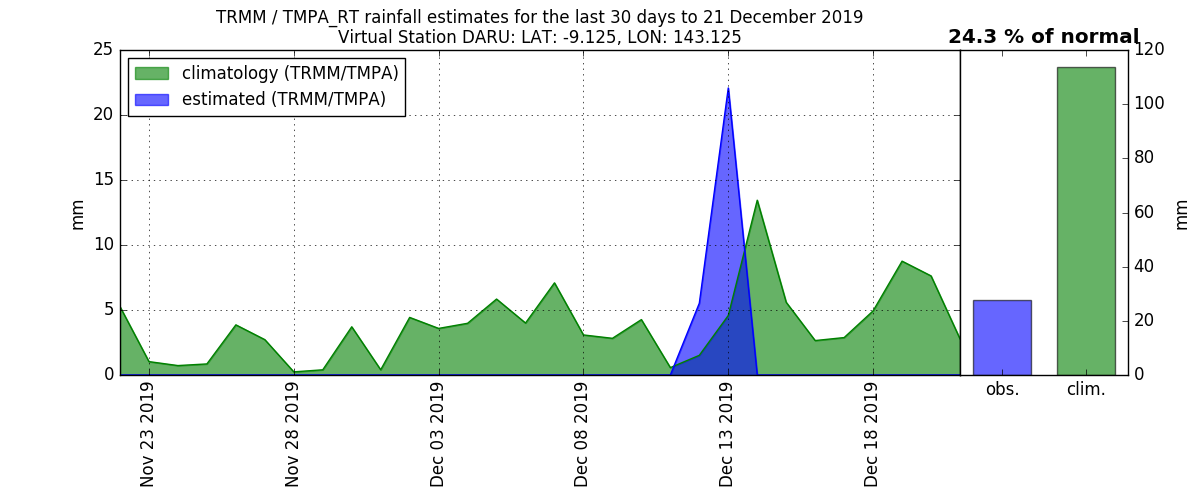 TRMM / TMPA_RT rainfall estimates for the last 30 days to 21 December 2019
Virtual Station DARU: LAT: -9.125, LON: 143.125
24.3 % of normal
climatology (TRMM/TMPA)
estimated (TRMM/TMPA)
25
20
15
10
5
0
mm
Nov 23 2019
Nov 28 2019
Dec 03 2019
Dec 08 2019
Dec 13 2019
Dec 18 2019
120
100
80
60
40
20
0
mm
obs.
clim.